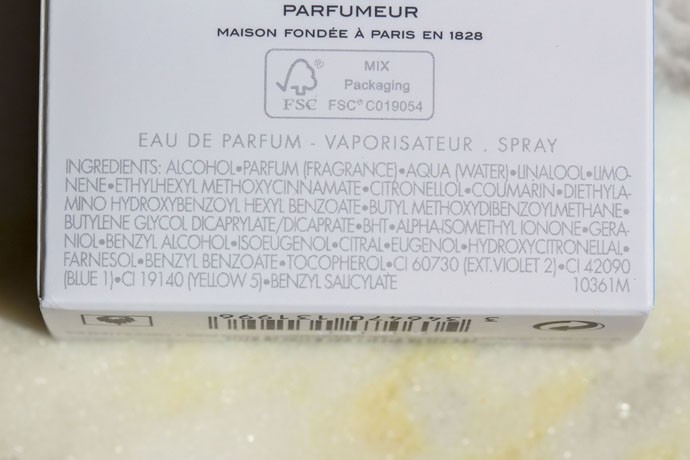 PARFUMEUR
MAISON FONDÉE À PARIS EN 1828
MIX
Packaging
FSC® C019054
®
FSC
EAU DE PARFUM - VAPORISATEUR . SPRAY
INGREDIENTS: ALCOHOL•PARFUM (FRAGRANCE)•AQUA (WATER)•LINALOOL•LIMO-
NENE•ETHYLHEXYL METHOXYCINNAMATE•CITRONELLOL•COUMARIN•DIETHYLA-
MINO HYDROXYBENZOYL HEXYL BENZOATE•BUTYL METHOXYDIBENZOYLMETHANE•
BUTYLENE GLYCOL DICAPRYLATE/DICAPRATE•BHT•ALPHA-ISOMETHYL IONONE•GERA-
NIOL•BENZYL ALCOHOL•ISOEUGENOL•CITRAL•EUGENOL•HYDROXYCITRONELLAL•
FARNESOL•BENZYL BENZOATE•TOCOPHEROL•CI 60730 (EXT.VIOLET 2)•CI 42090
(BLUE 1)•CI 19140 (YELLOW 5)•BENZYL SALICYLATE 10361M
3 346470 131996